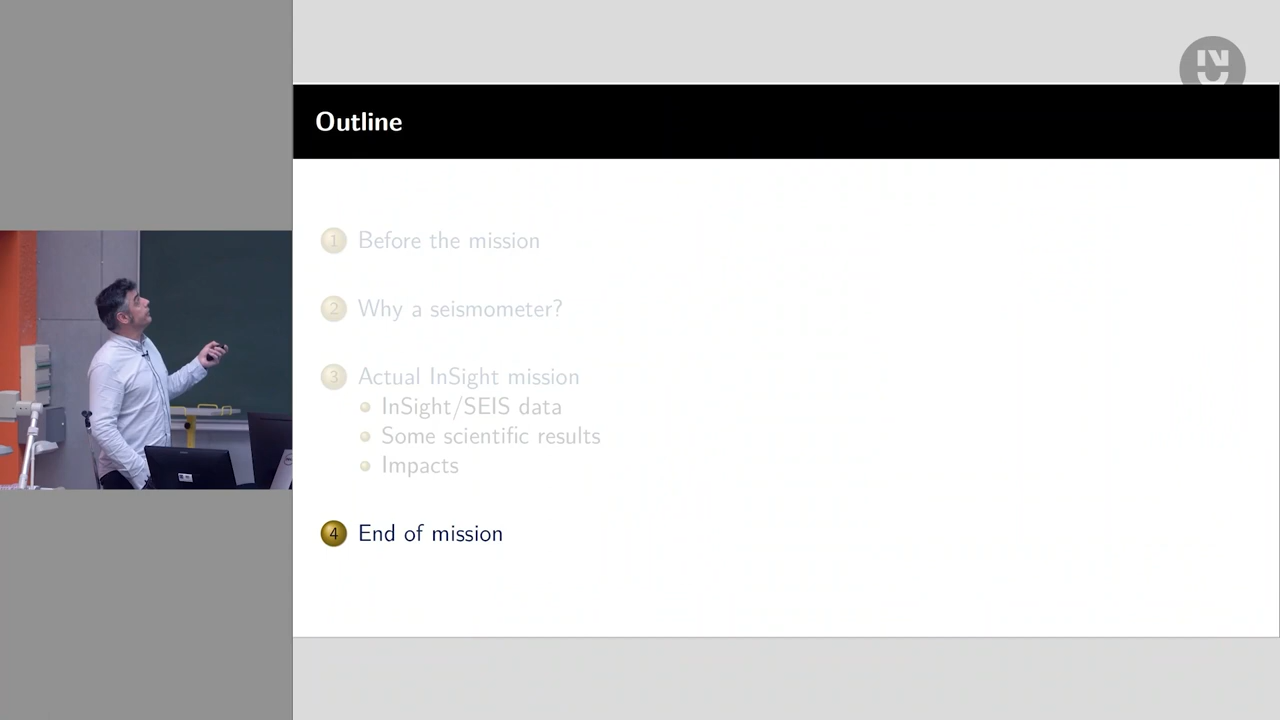 Outline
1 Before the mission
2 Why a seismometer?
3 Actual InSight mission
InSight/SEIS data
Some scientific results
Impacts
4 End of mission